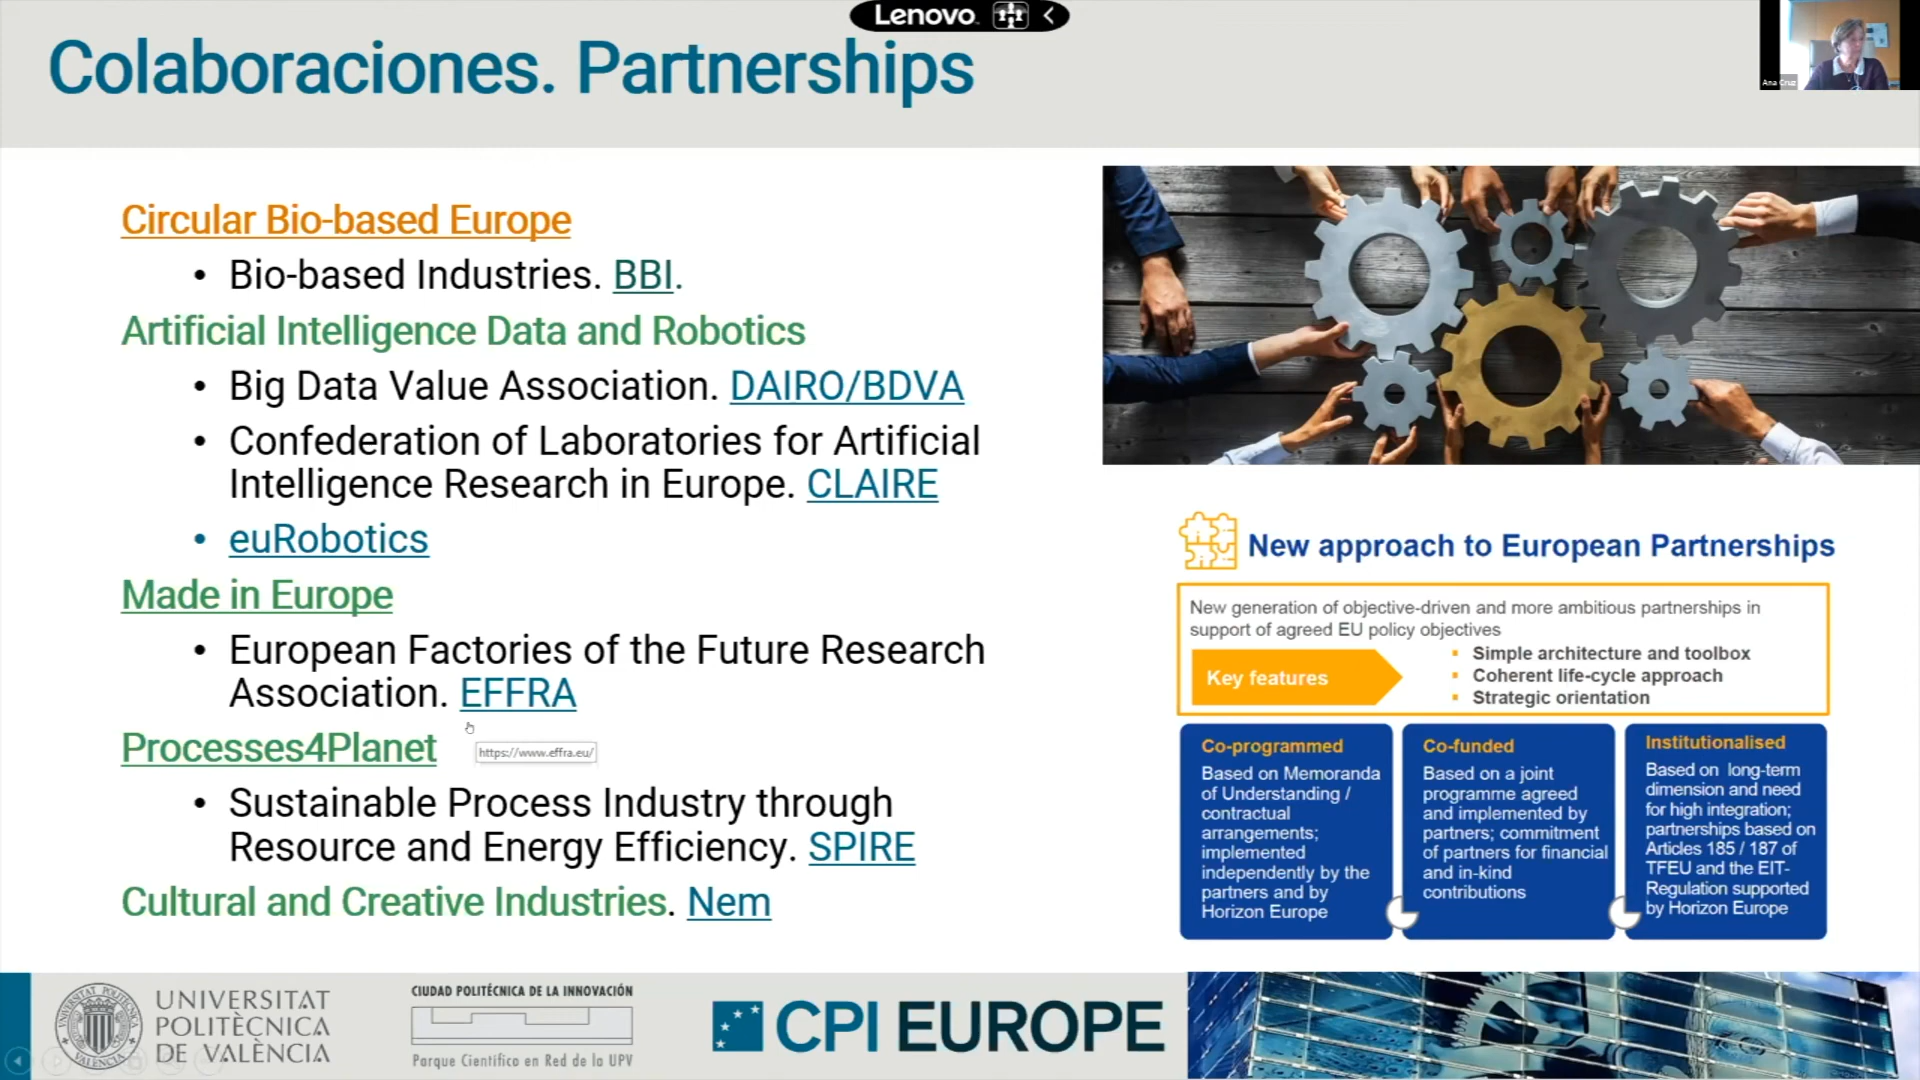 Lenovo
Colaboraciones. Partnerships
Ana Cruz
Circular Bio-based Europe
• Bio-based Industries. BBI.
Artificial Intelligence Data and Robotics
• Big Data Value Association. DAIRO/BDVA
• Confederation of Laboratories for Artificial
Intelligence Research in Europe. CLAIRE
• euRobotics
Made in Europe
• European Factories of the Future Research
Association. EFFRA
Processes4Planet
https://www.effra.eu/
• Sustainable Process Industry through
Resource and Energy Efficiency. SPIRE
Cultural and Creative Industries. Nem
New approach to European Partnerships
New generation of objective-driven and more ambitious partnerships in
support of agreed EU policy objectives
Key features
▪ Simple architecture and toolbox
▪ Coherent life-cycle approach
▪ Strategic orientation
Co-programmed
Based on Memoranda
of Understanding /
contractual
arrangements;
implemented
independently by the
partners and by
Horizon Europe
Co-funded
Based on a joint
programme agreed
and implemented by
partners; commitment
of partners for financial
and in-kind
contributions
Institutionalised
Based on long-term
dimension and need
for high integration;
partnerships based on
Articles 185 / 187 of
TFEU and the EIT-
Regulation supported
by Horizon Europe
UNIVERSITAT
POLITÈCNICA
DE VALÈNCIA
CIUDAD POLITÉCNICA DE LA INNOVACIÓN
Parque Científico en Red de la UPV
CPI EUROPE